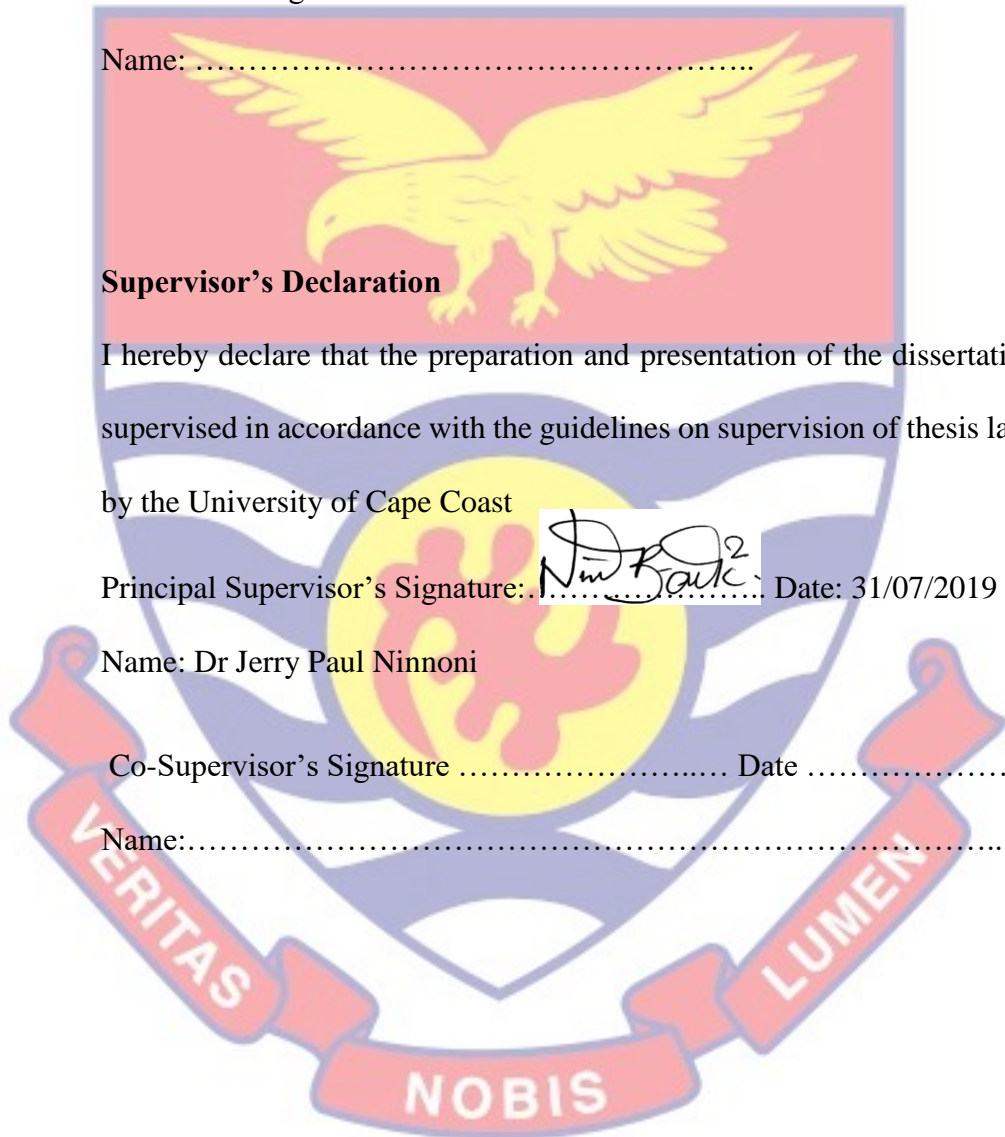 Name: ………………………………………………..
Supervisor’s Declaration
I hereby declare that the preparation and presentation of the dissertati
supervised in accordance with the guidelines on supervision of thesis la
by the University of Cape Coast
Principal Supervisor’s Signature:…………………….. Date: 31/07/2019
Name: Dr Jerry Paul Ninnoni
Co-Supervisor’s Signature …………………..… Date …………………
Name:……………………………………………………………………..
VERITAS
NOBIS
LUMEN